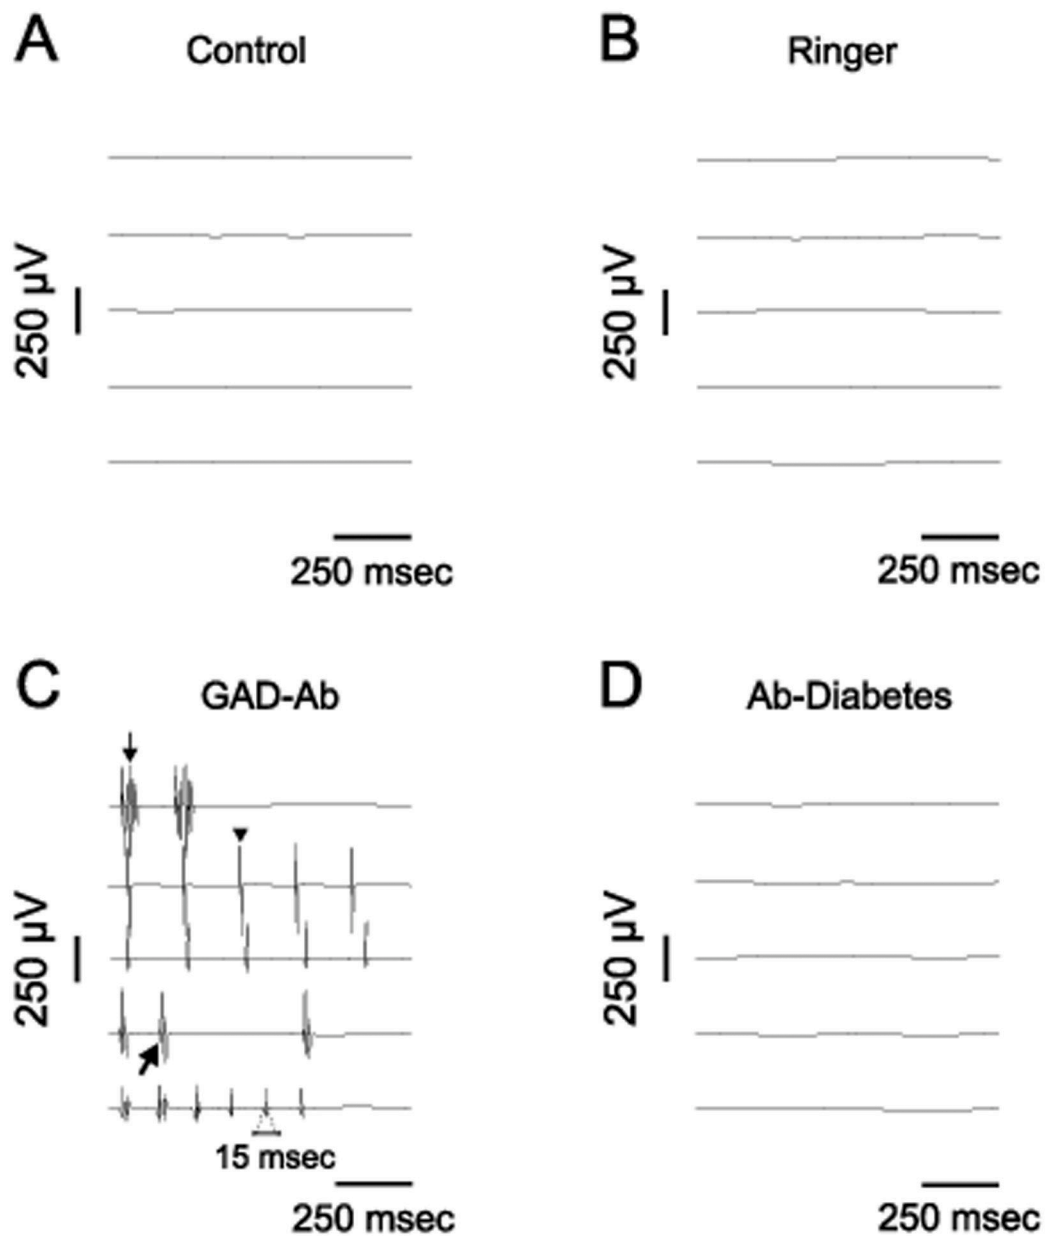 A
Control
250 µV
250 msec
B
Ringer
250 µV
250 msec
C
GAD-Ab
250 µV
15 msec
250 msec
D
Ab-Diabetes
250 µV
250 msec